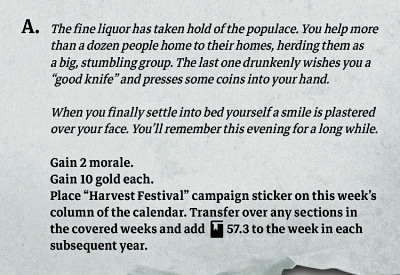 A. The fine liquor has taken hold of the populace. You help more
than a dozen people home to their homes, herding them as
a big, stumbling group. The last one drunkenly wishes you a
“good knife” and presses some coins into your hand.
When you finally settle into bed yourself a smile is plastered
over your face. You’ll remember this evening for a long while.
Gain 2 morale.
Gain 10 gold each.
Place “Harvest Festival” campaign sticker on this week’s
column of the calendar. Transfer over any sections in
the covered weeks and add 57.3 to the week in each
subsequent year.